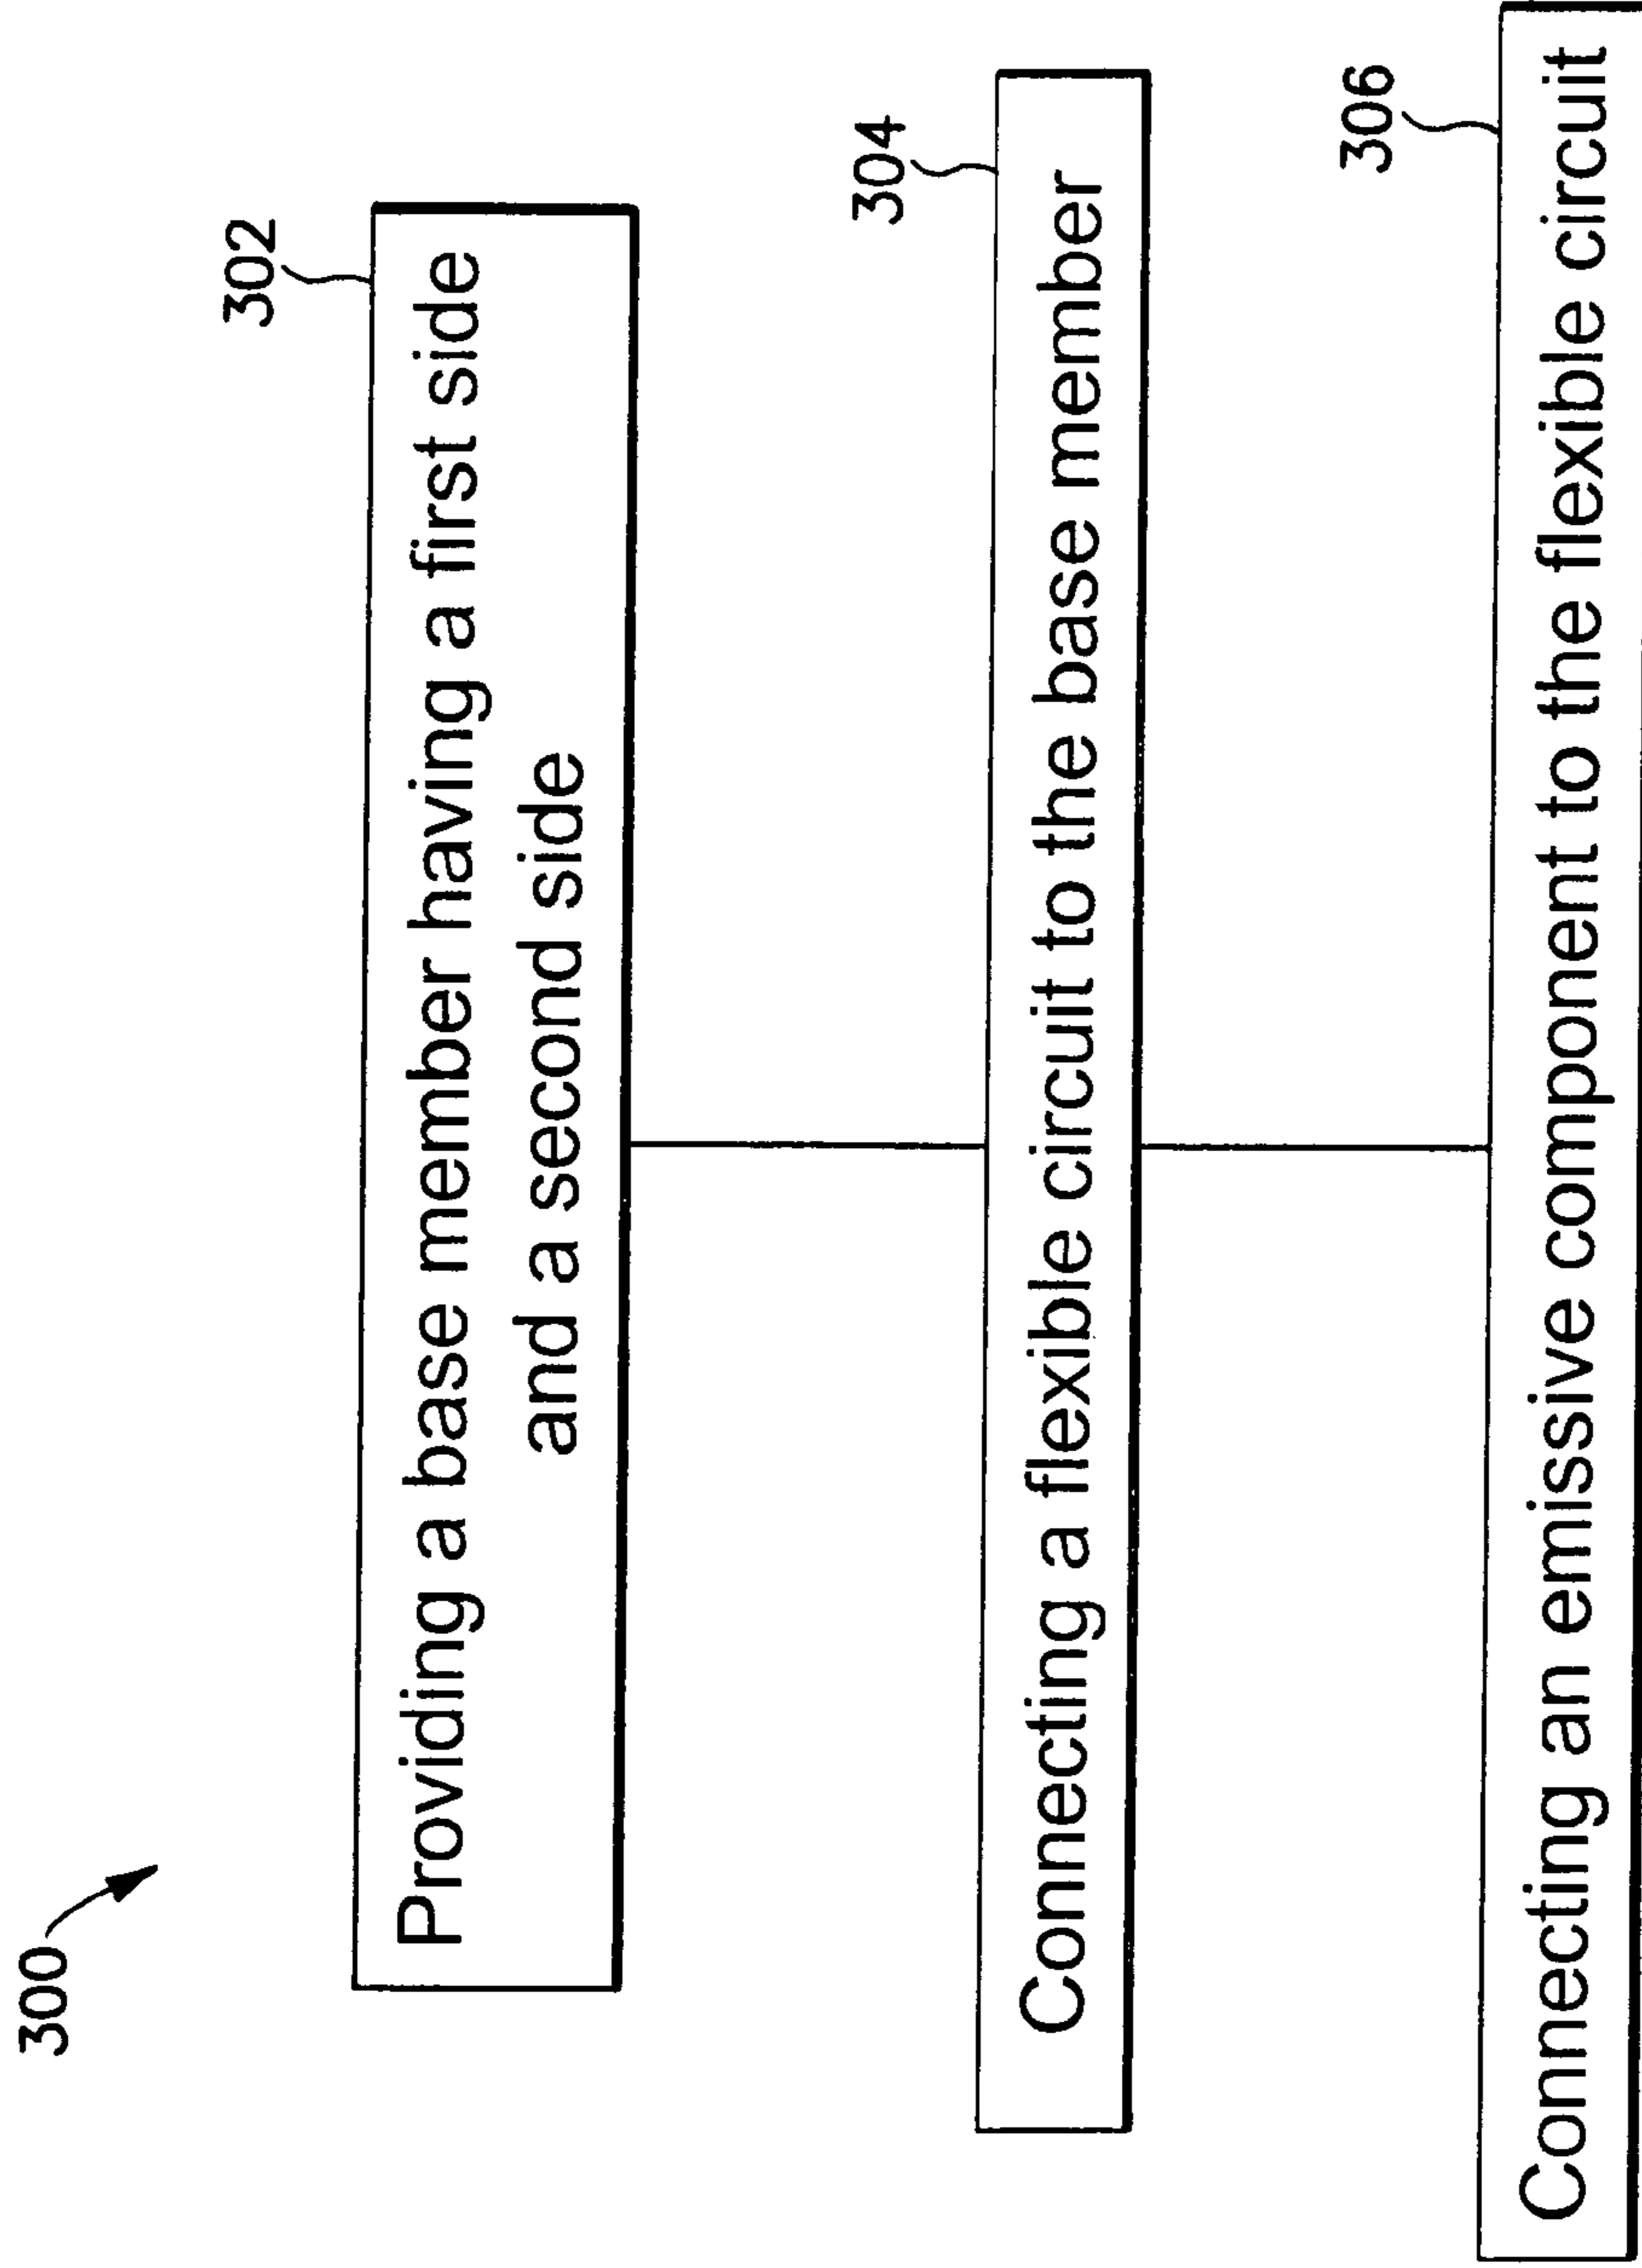 300
302
Providing a base member having a first side
and a second side
304
Connecting a flexible circuit to the base member
306
Connecting an emissive component to the flexible circuit